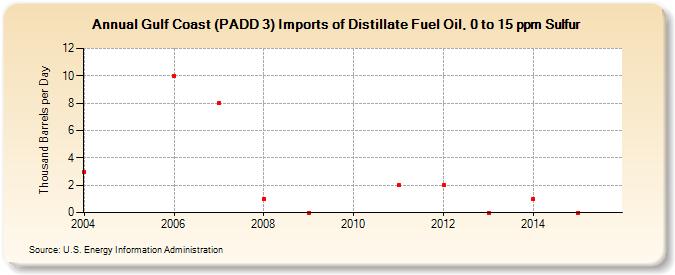 Annual Gulf Coast (PADD 3) Imports of Distillate Fuel Oil, 0 to 15 ppm Sulfur
Thousand Barrels per Day
12
10
8
6
4
2
0
2004 2006 2008 2010 2012 2014
Source: U.S. Energy Information Administration